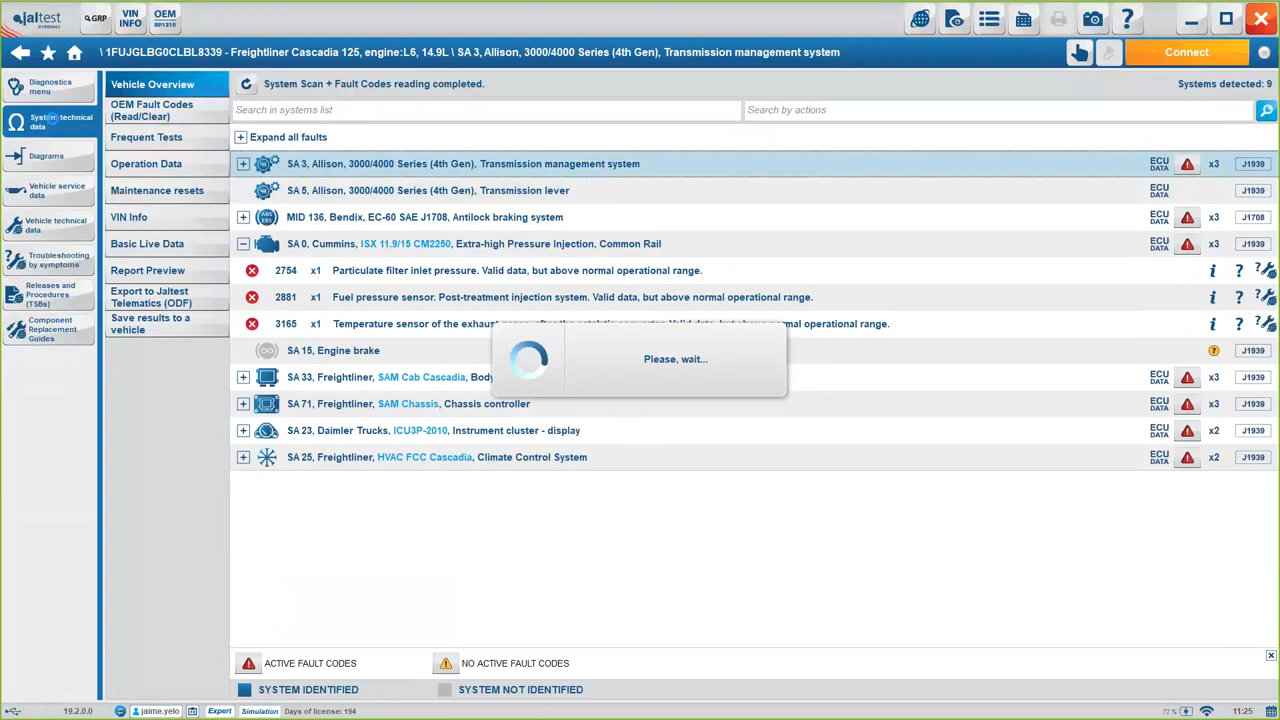 jaltest
BY COJALI
GRP
VIN
INFO
OEM
RP1210
?
\ 1FUJGLBG0CLBL8339 - Freightliner Cascadia 125, engine:L6, 14.9L \ SA 3, Allison, 3000/4000 Series (4th Gen), Transmission management system
Connect
Diagnostics
menu
System technical
data
Diagrams
Vehicle service
data
Vehicle technical
data
Troubleshooting
by symptoms
Releases and
Procedures
(TSBs)
Component
Replacement
Guides
Vehicle Overview
OEM Fault Codes
(Read/Clear)
Frequent Tests
Operation Data
Maintenance resets
VIN Info
Basic Live Data
Report Preview
Export to Jaltest
Telematics (ODF)
Save results to a
vehicle
System Scan + Fault Codes reading completed.
Systems detected: 9
Search in systems list
Search by actions
Expand all faults
SA 3, Allison, 3000/4000 Series (4th Gen), Transmission management system ECU DATA x3 J1939
SA 5, Allison, 3000/4000 Series (4th Gen), Transmission lever ECU DATA J1939
ABS EBS MID 136, Bendix, EC-60 SAE J1708, Antilock braking system ECU DATA x3 J1708
SA 0, Cummins, ISX 11.9/15 CM2250, Extra-high Pressure Injection, Common Rail ECU DATA x3 J1939
2754 x1 Particulate filter inlet pressure. Valid data, but above normal operational range. i ?
2881 x1 Fuel pressure sensor. Post-treatment injection system. Valid data, but above normal operational range. i ?
3165 x1 Temperature sensor of the exhaust normal operational range. i ?
SA 15, Engine brake ? J1939
SA 33, Freightliner, SAM Cab Cascadia, Body ECU DATA x3 J1939
SA 71, Freightliner, SAM Chassis, Chassis controller ECU DATA x3 J1939
SA 23, Daimler Trucks, ICU3P-2010, Instrument cluster - display ECU DATA x2 J1939
SA 25, Freightliner, HVAC FCC Cascadia, Climate Control System ECU DATA x2 J1939
Please, wait...
ACTIVE FAULT CODES
NO ACTIVE FAULT CODES
SYSTEM IDENTIFIED
SYSTEM NOT IDENTIFIED
19.2.0.0
jaime.yelo
Expert
Simulation
Days of license: 194
72 %
11:25